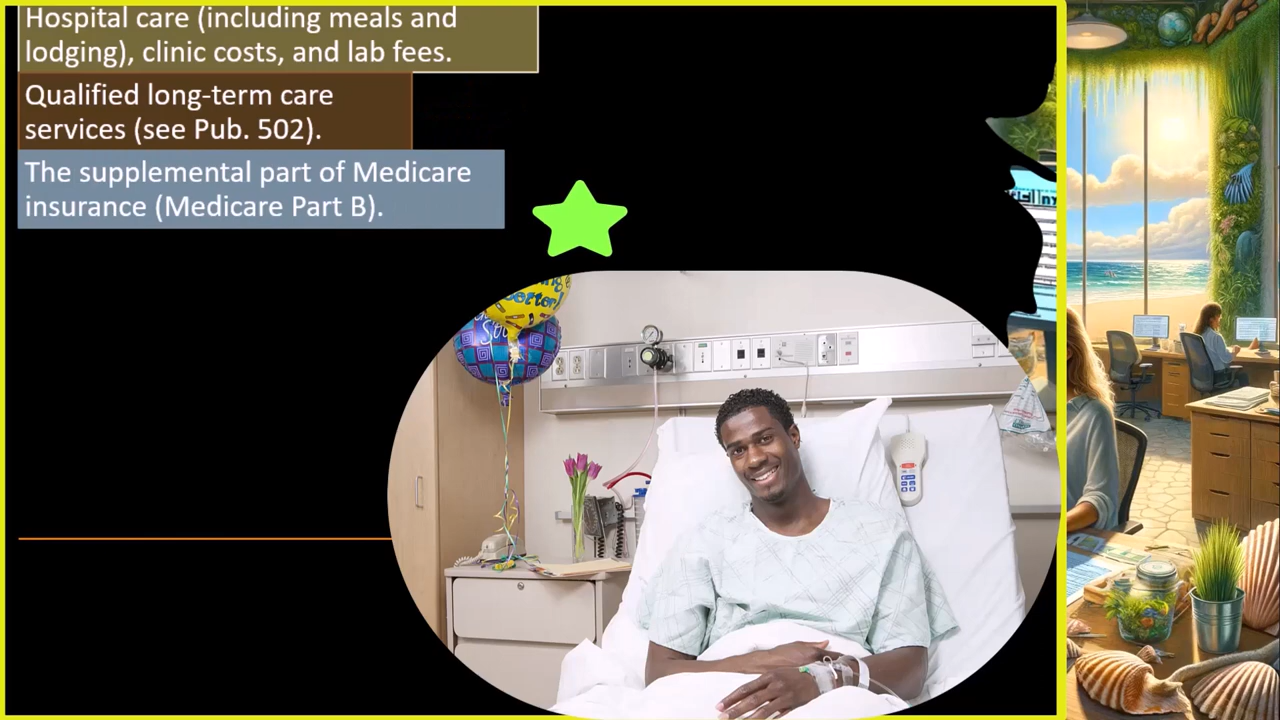 Hospital care (including meals and
lodging), clinic costs, and lab fees.
Qualified long-term care
services (see Pub. 502).
The supplemental part of Medicare
insurance (Medicare Part B).